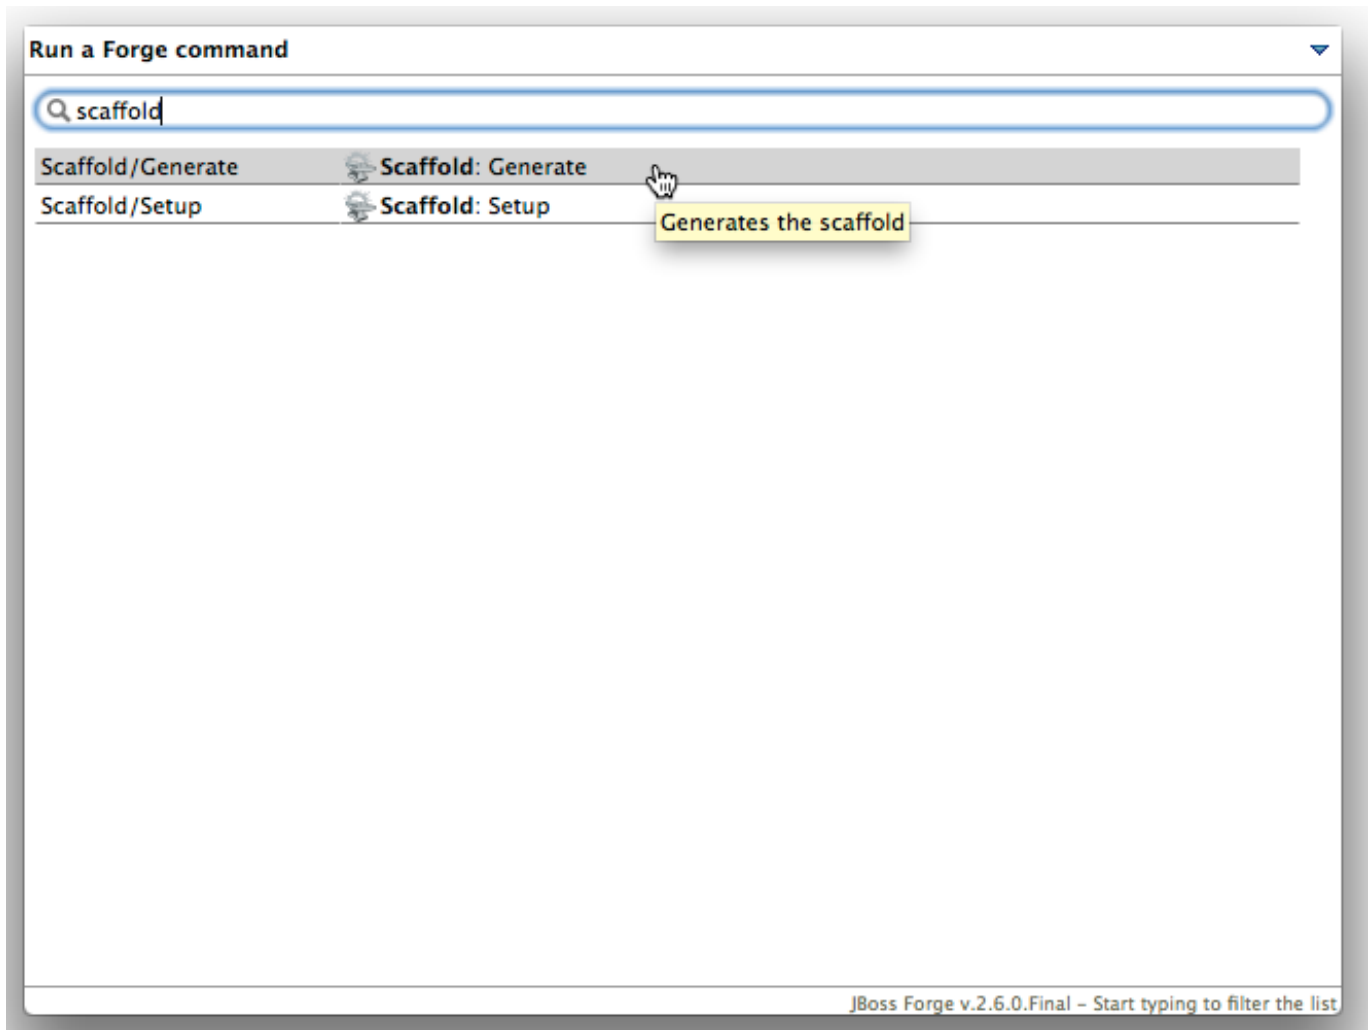 Run a Forge command
scaffold
Scaffold/Generate Scaffold: Generate
Scaffold/Setup Scaffold: Setup
Generates the scaffold
JBoss Forge v.2.6.0.Final – Start typing to filter the list